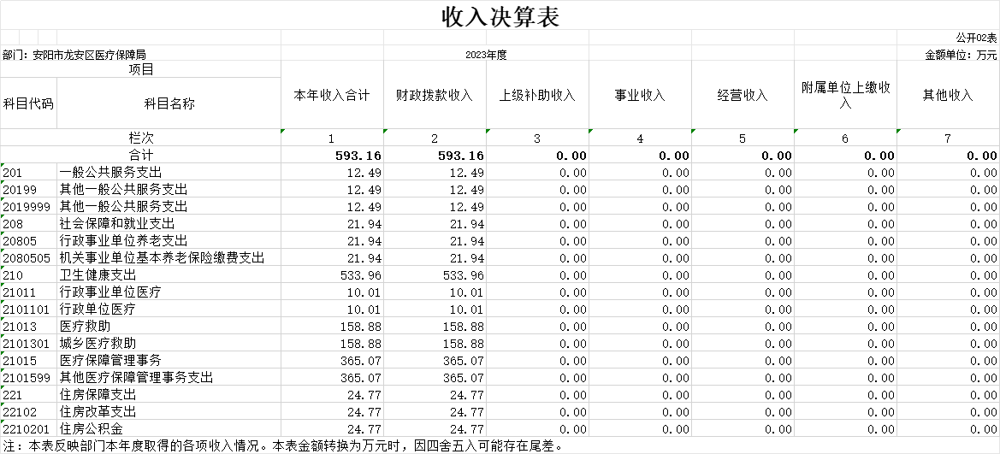 收入决算表
公开02表
部门：安阳市龙安区医疗保障局 2023年度 金额单位：万元
项目 本年收入合计 财政拨款收入 上级补助收入 事业收入 经营收入 附属单位上缴收入 其他收入
科目代码 科目名称
栏次 1 2 3 4 5 6 7
合计 593.16 593.16 0.00 0.00 0.00 0.00 0.00
201 一般公共服务支出 12.49 12.49 0.00 0.00 0.00 0.00 0.00
20199 其他一般公共服务支出 12.49 12.49 0.00 0.00 0.00 0.00 0.00
2019999 其他一般公共服务支出 12.49 12.49 0.00 0.00 0.00 0.00 0.00
208 社会保障和就业支出 21.94 21.94 0.00 0.00 0.00 0.00 0.00
20805 行政事业单位养老支出 21.94 21.94 0.00 0.00 0.00 0.00 0.00
2080505 机关事业单位基本养老保险缴费支出 21.94 21.94 0.00 0.00 0.00 0.00 0.00
210 卫生健康支出 533.96 533.96 0.00 0.00 0.00 0.00 0.00
21011 行政事业单位医疗 10.01 10.01 0.00 0.00 0.00 0.00 0.00
2101101 行政单位医疗 10.01 10.01 0.00 0.00 0.00 0.00 0.00
21013 医疗救助 158.88 158.88 0.00 0.00 0.00 0.00 0.00
2101301 城乡医疗救助 158.88 158.88 0.00 0.00 0.00 0.00 0.00
21015 医疗保障管理事务 365.07 365.07 0.00 0.00 0.00 0.00 0.00
2101599 其他医疗保障管理事务支出 365.07 365.07 0.00 0.00 0.00 0.00 0.00
221 住房保障支出 24.77 24.77 0.00 0.00 0.00 0.00 0.00
22102 住房改革支出 24.77 24.77 0.00 0.00 0.00 0.00 0.00
2210201 住房公积金 24.77 24.77 0.00 0.00 0.00 0.00 0.00
注：本表反映部门本年度取得的各项收入情况。本表金额转换为万元时，因四舍五入可能存在尾差。